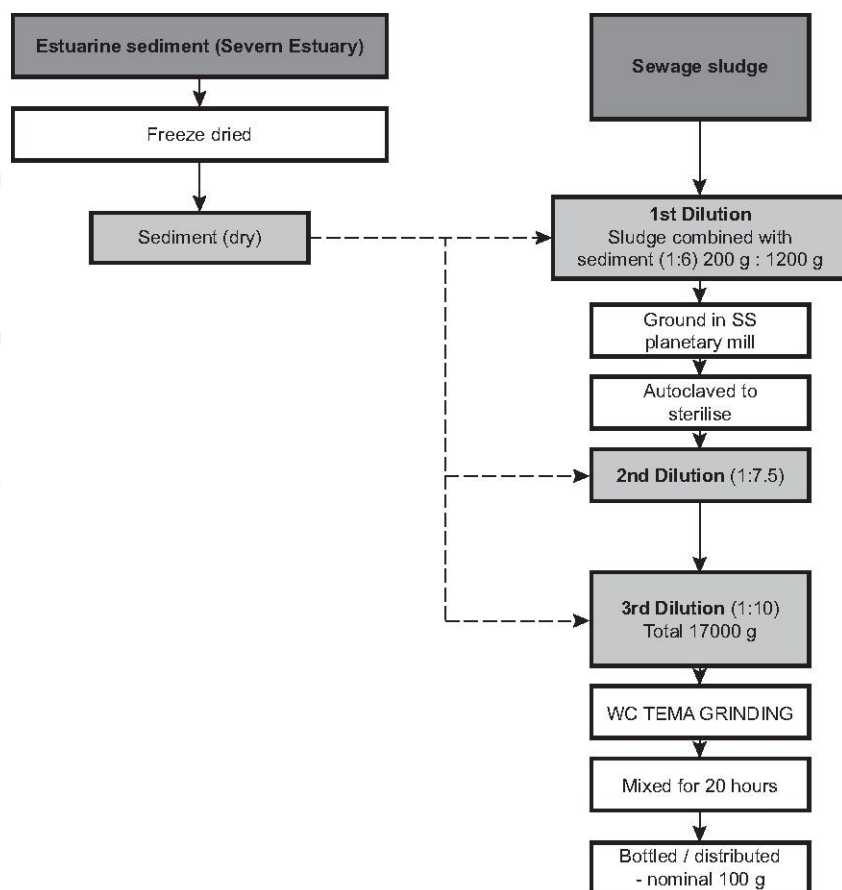 Estuarine sediment (Severn Estuary)
Freeze dried
Sediment (dry)
Sewage sludge
1st Dilution
Sludge combined with
sediment (1:6) 200 g : 1200 g
Ground in SS
planetary mill
Autoclaved to
sterilise
2nd Dilution (1:7.5)
3rd Dilution (1:10)
Total 17000 g
WC TEMA GRINDING
Mixed for 20 hours
Bottled / distributed
- nominal 100 g